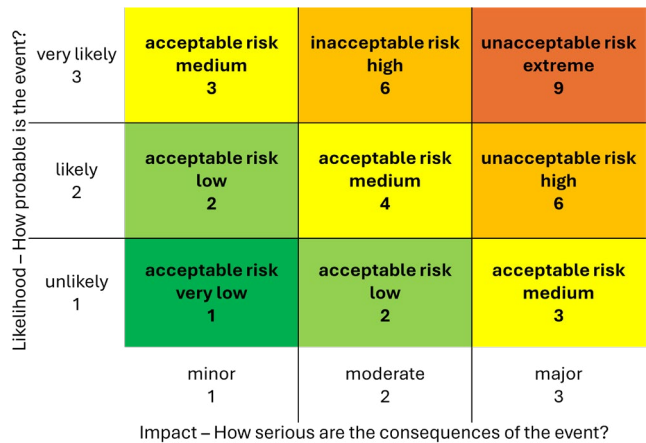 Likelihood – How probable is the event?
very likely
3
acceptable risk
medium
3
inacceptable risk
high
6
unacceptable risk
extreme
9
likely
2
acceptable risk
low
2
acceptable risk
medium
4
unacceptable risk
high
6
unlikely
1
acceptable risk
very low
1
acceptable risk
low
2
acceptable risk
medium
3
minor
1
moderate
2
major
3
Impact – How serious are the consequences of the event?